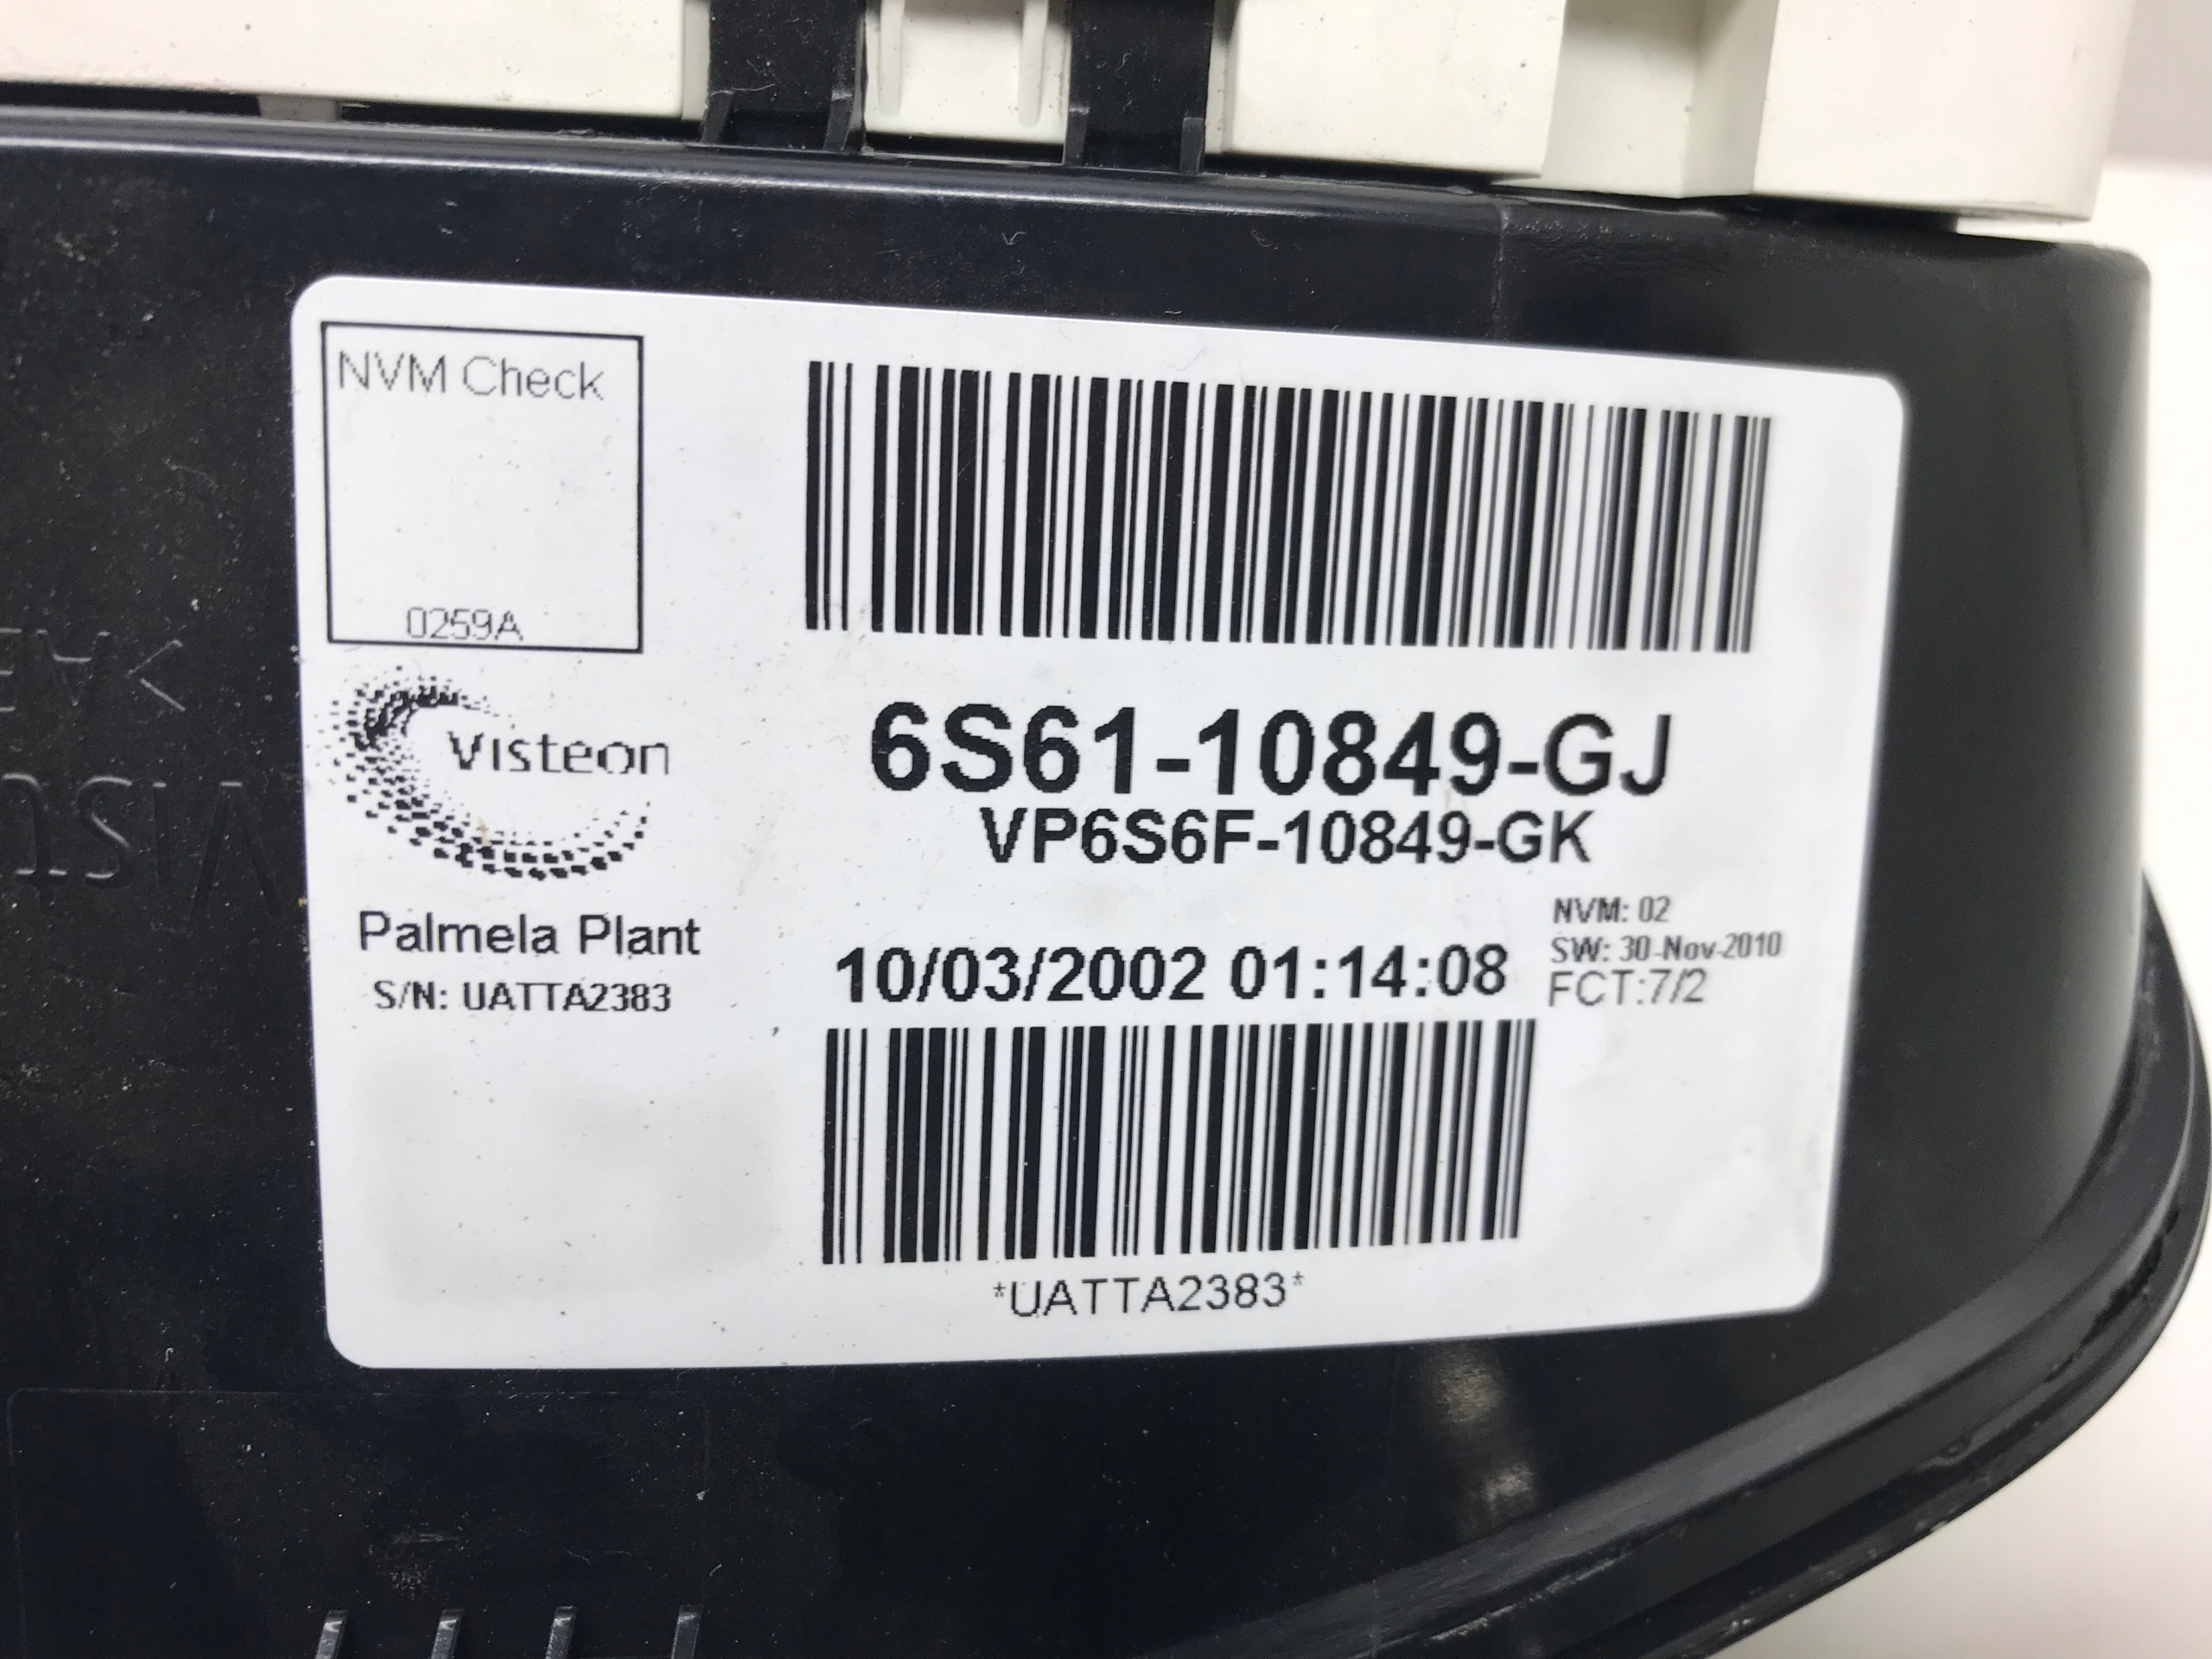 NVM Check
0259A
Visteon
Palmela Plant
S/N: UATTA2383
6S61-10849-GJ
VP6S6F-10849-GK
10/03/2002 01:14:08
NVM: 02
SW: 30-Nov-2010
FCT:7/2
*UATTA2383*